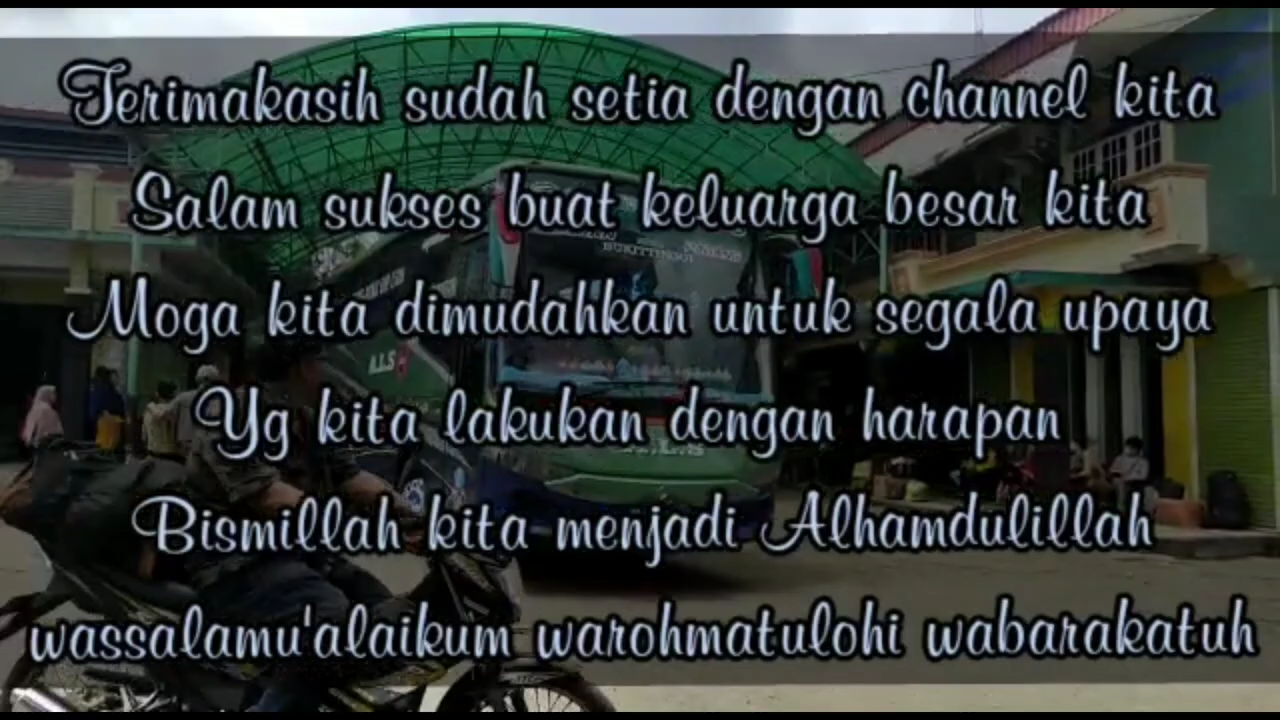 Terimakasih sudah setia dengan channel kita
Salam sukses buat keluarga besar kita
BUKITTINGGI
Moga kita dimudahkan untuk segala upaya
A.L.S
Yg kita lakukan dengan harapan
Bismillah kita menjadi Alhamdulillah
wassalamu'alaikum warohmatulohi wabarakatuh